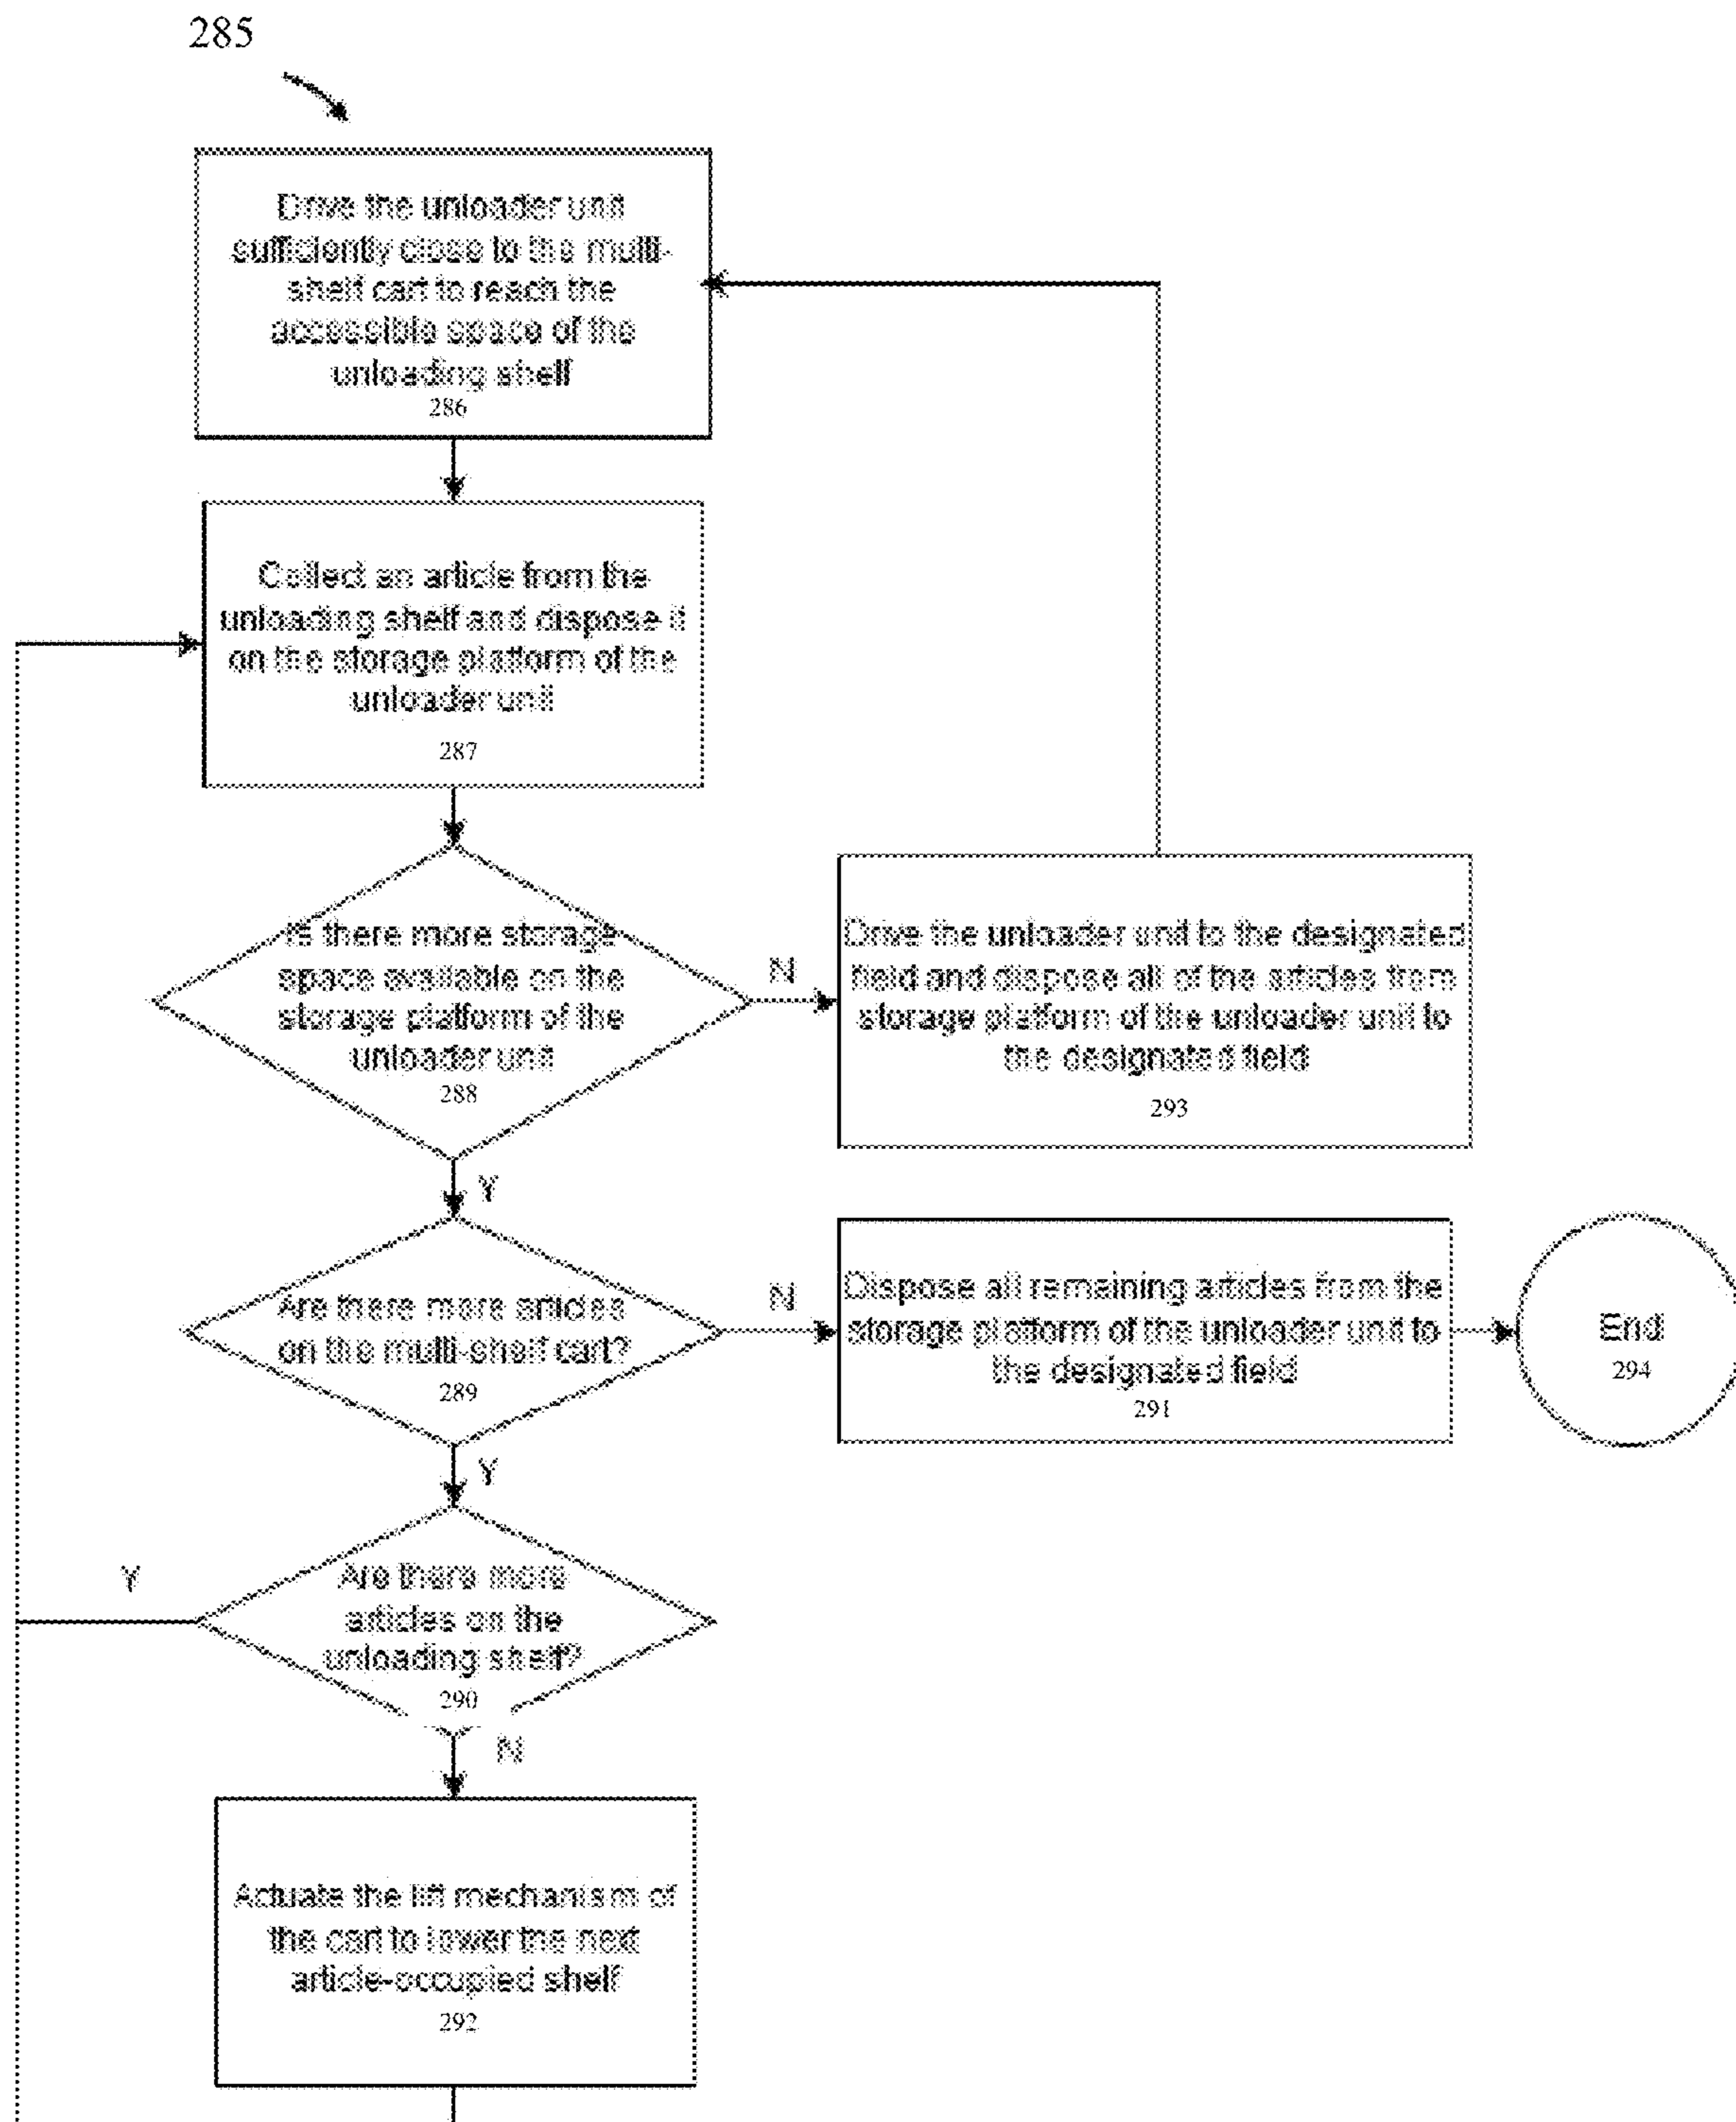 285
Drive the unloader unit
sufficiently close to the multi-
shelf cart to reach the
accessible space of the
unloading shelf
286
Collect an article from the
unloading shelf and dispose it
on the storage platform of the
unloader unit
287
Is there more storage
space available on the
storage platform of the
unloader unit
288
N
Drive the unloader unit to the designated
field and dispose all of the articles from
storage platform of the unloader unit to
the designated field
293
Y
Are there more articles
on the multi-shelf cart?
289
N
Dispose all remaining articles from the
storage platform of the unloader unit to
the designated field
291
End
294
Y
Are there more
articles on the
unloading shelf?
290
Y
N
Actuate the lift mechanism of
the cart to lower the next
article-occupied shelf
292